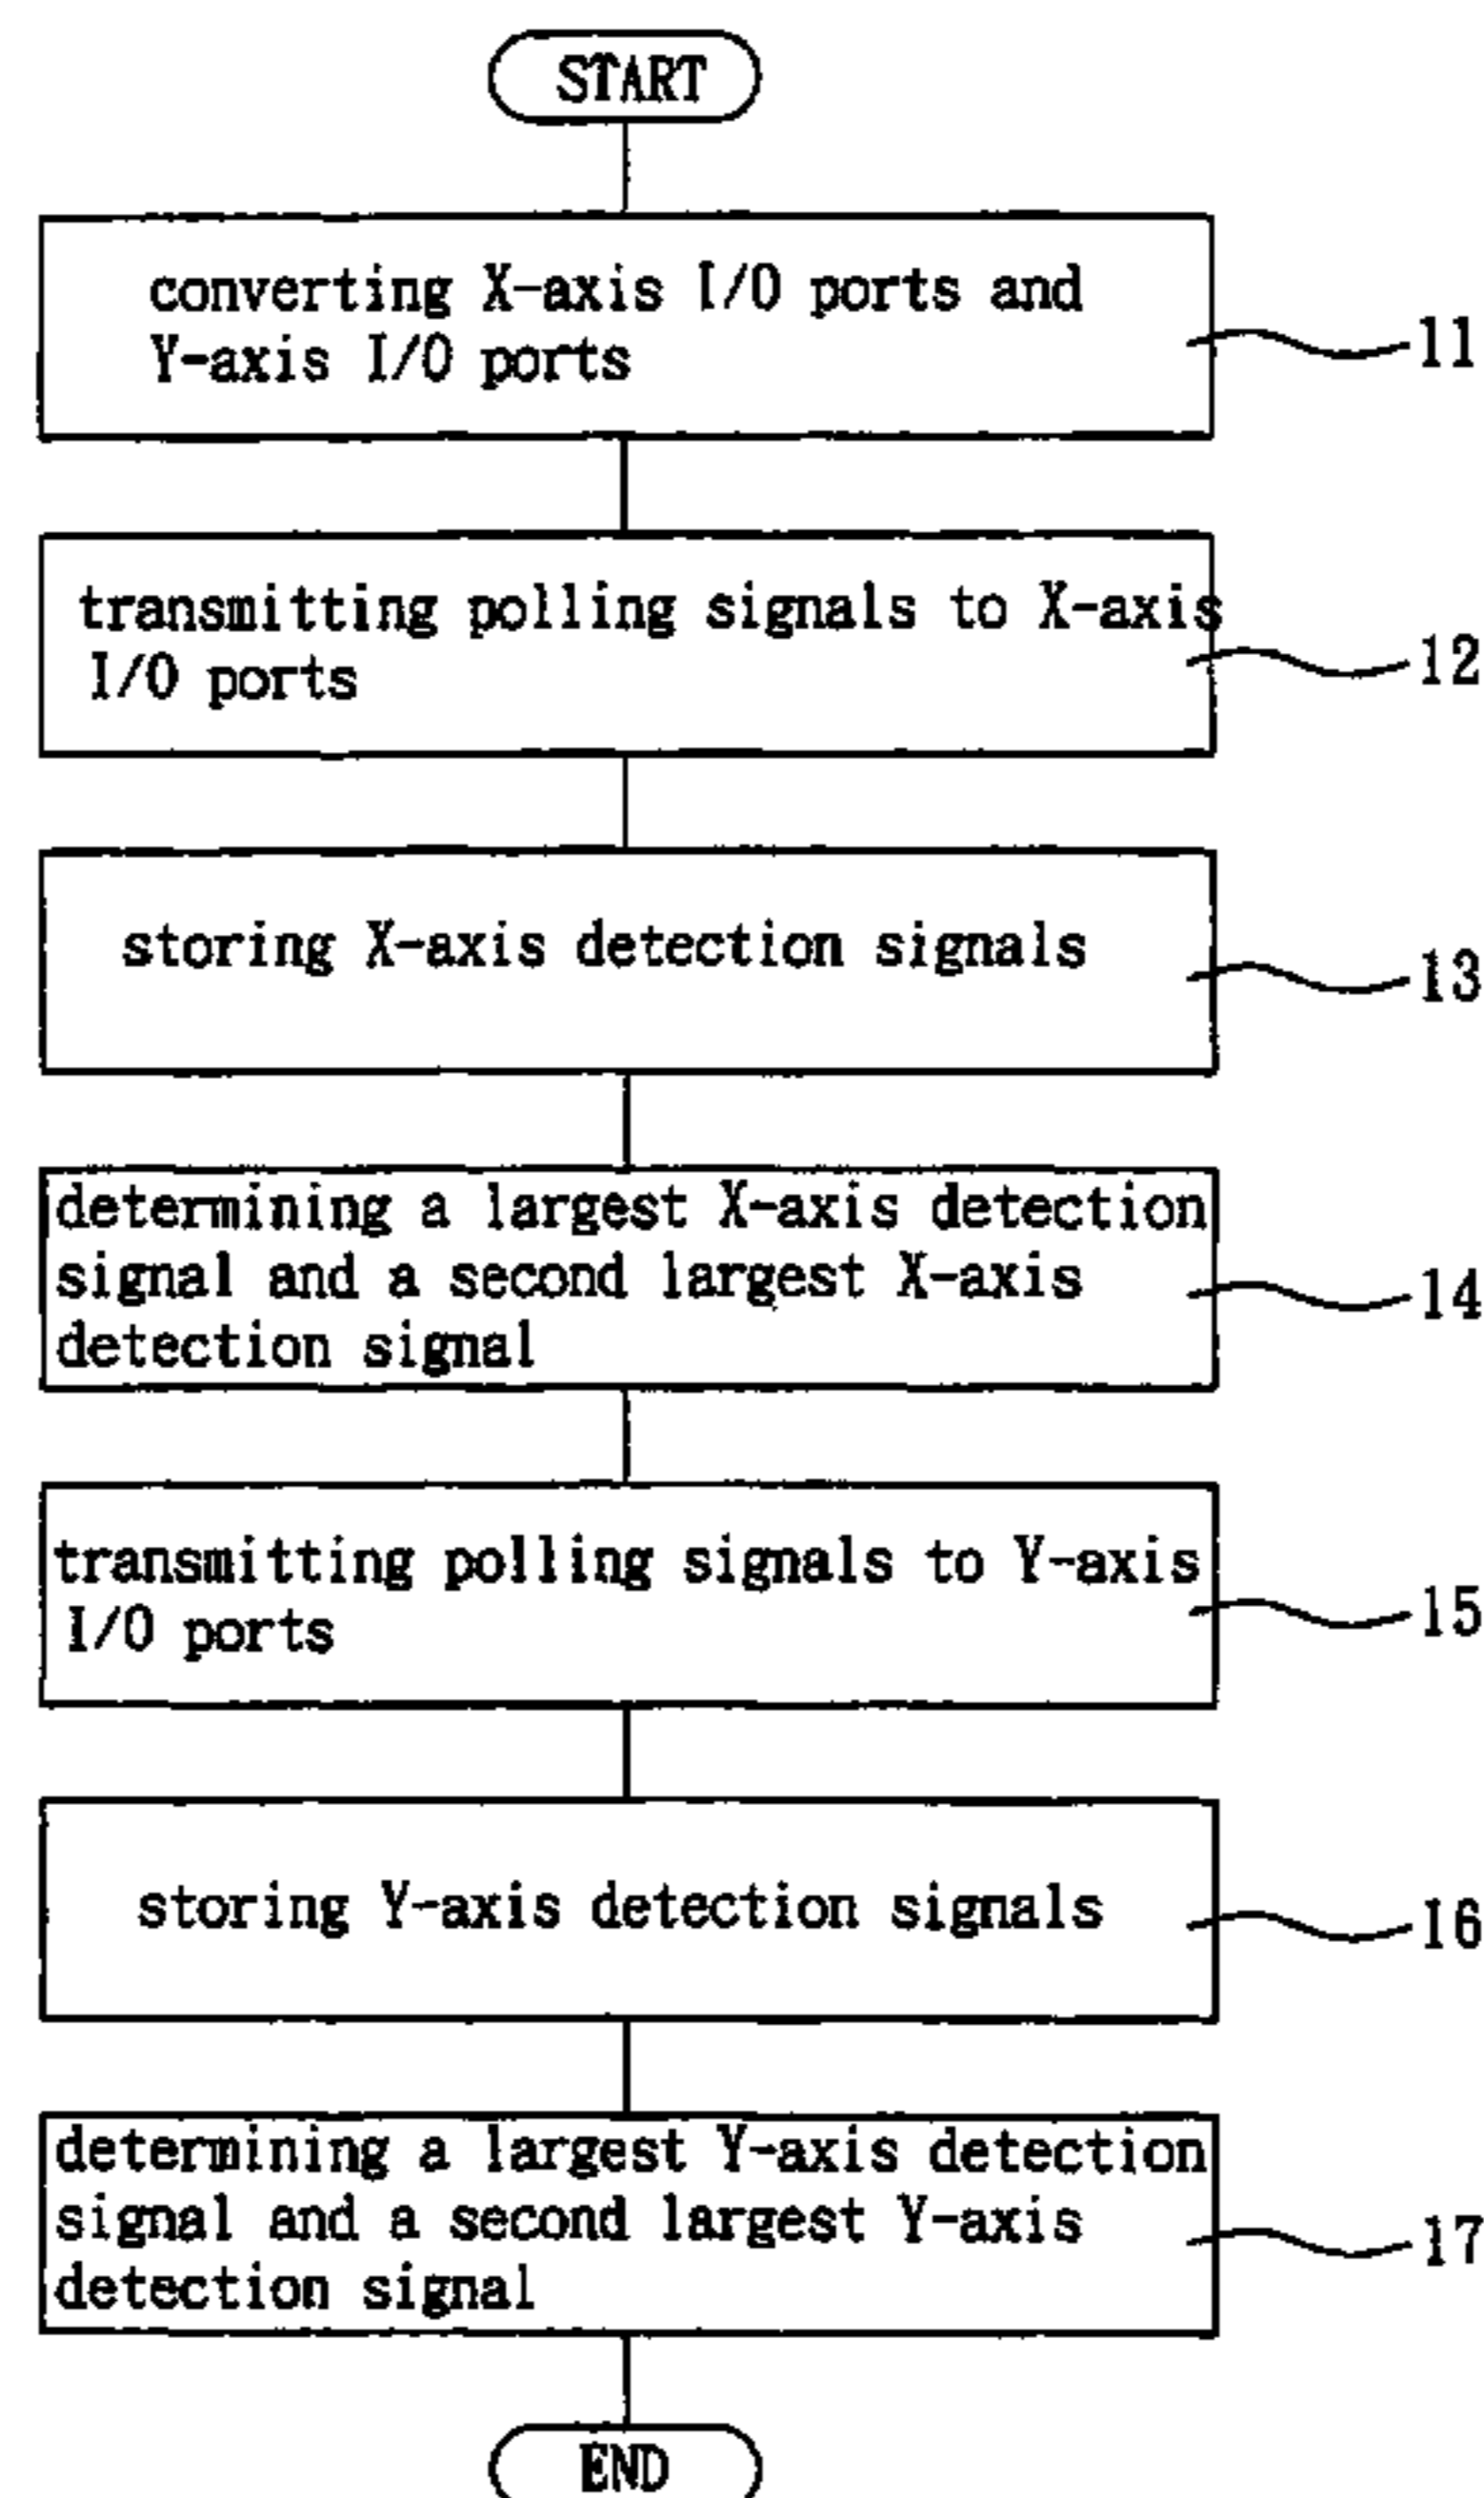 START
converting X-axis I/O ports and
Y-axis I/O ports
11
transmitting polling signals to X-axis
I/O ports
12
storing X-axis detection signals
13
determining a largest X-axis detection
signal and a second largest X-axis
detection signal
14
transmitting polling signals to Y-axis
I/O ports
15
storing Y-axis detection signals
16
determining a largest Y-axis detection
signal and a second largest Y-axis
detection signal
17
END